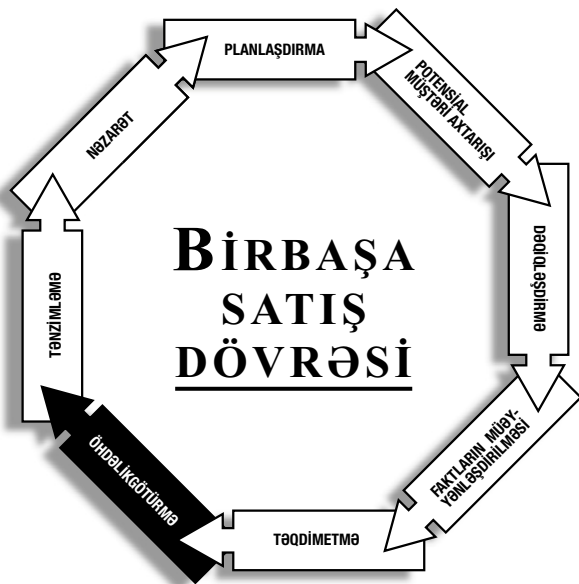 PLANLAŞDIRMA
POTENSİAL
MÜŞTƏRİ AXTARIŞI
DƏQİQLƏŞDİRMƏ
FAKTLARIN MÜƏY-
YƏNLƏŞDİRİLMƏSİ
TƏQDİMETMƏ
ÖHDƏLİKGÖTÜRMƏ
TƏNZİMLƏMƏ
NƏZARƏT
BİRBAŞA
SATIŞ
DÖVRƏSİ